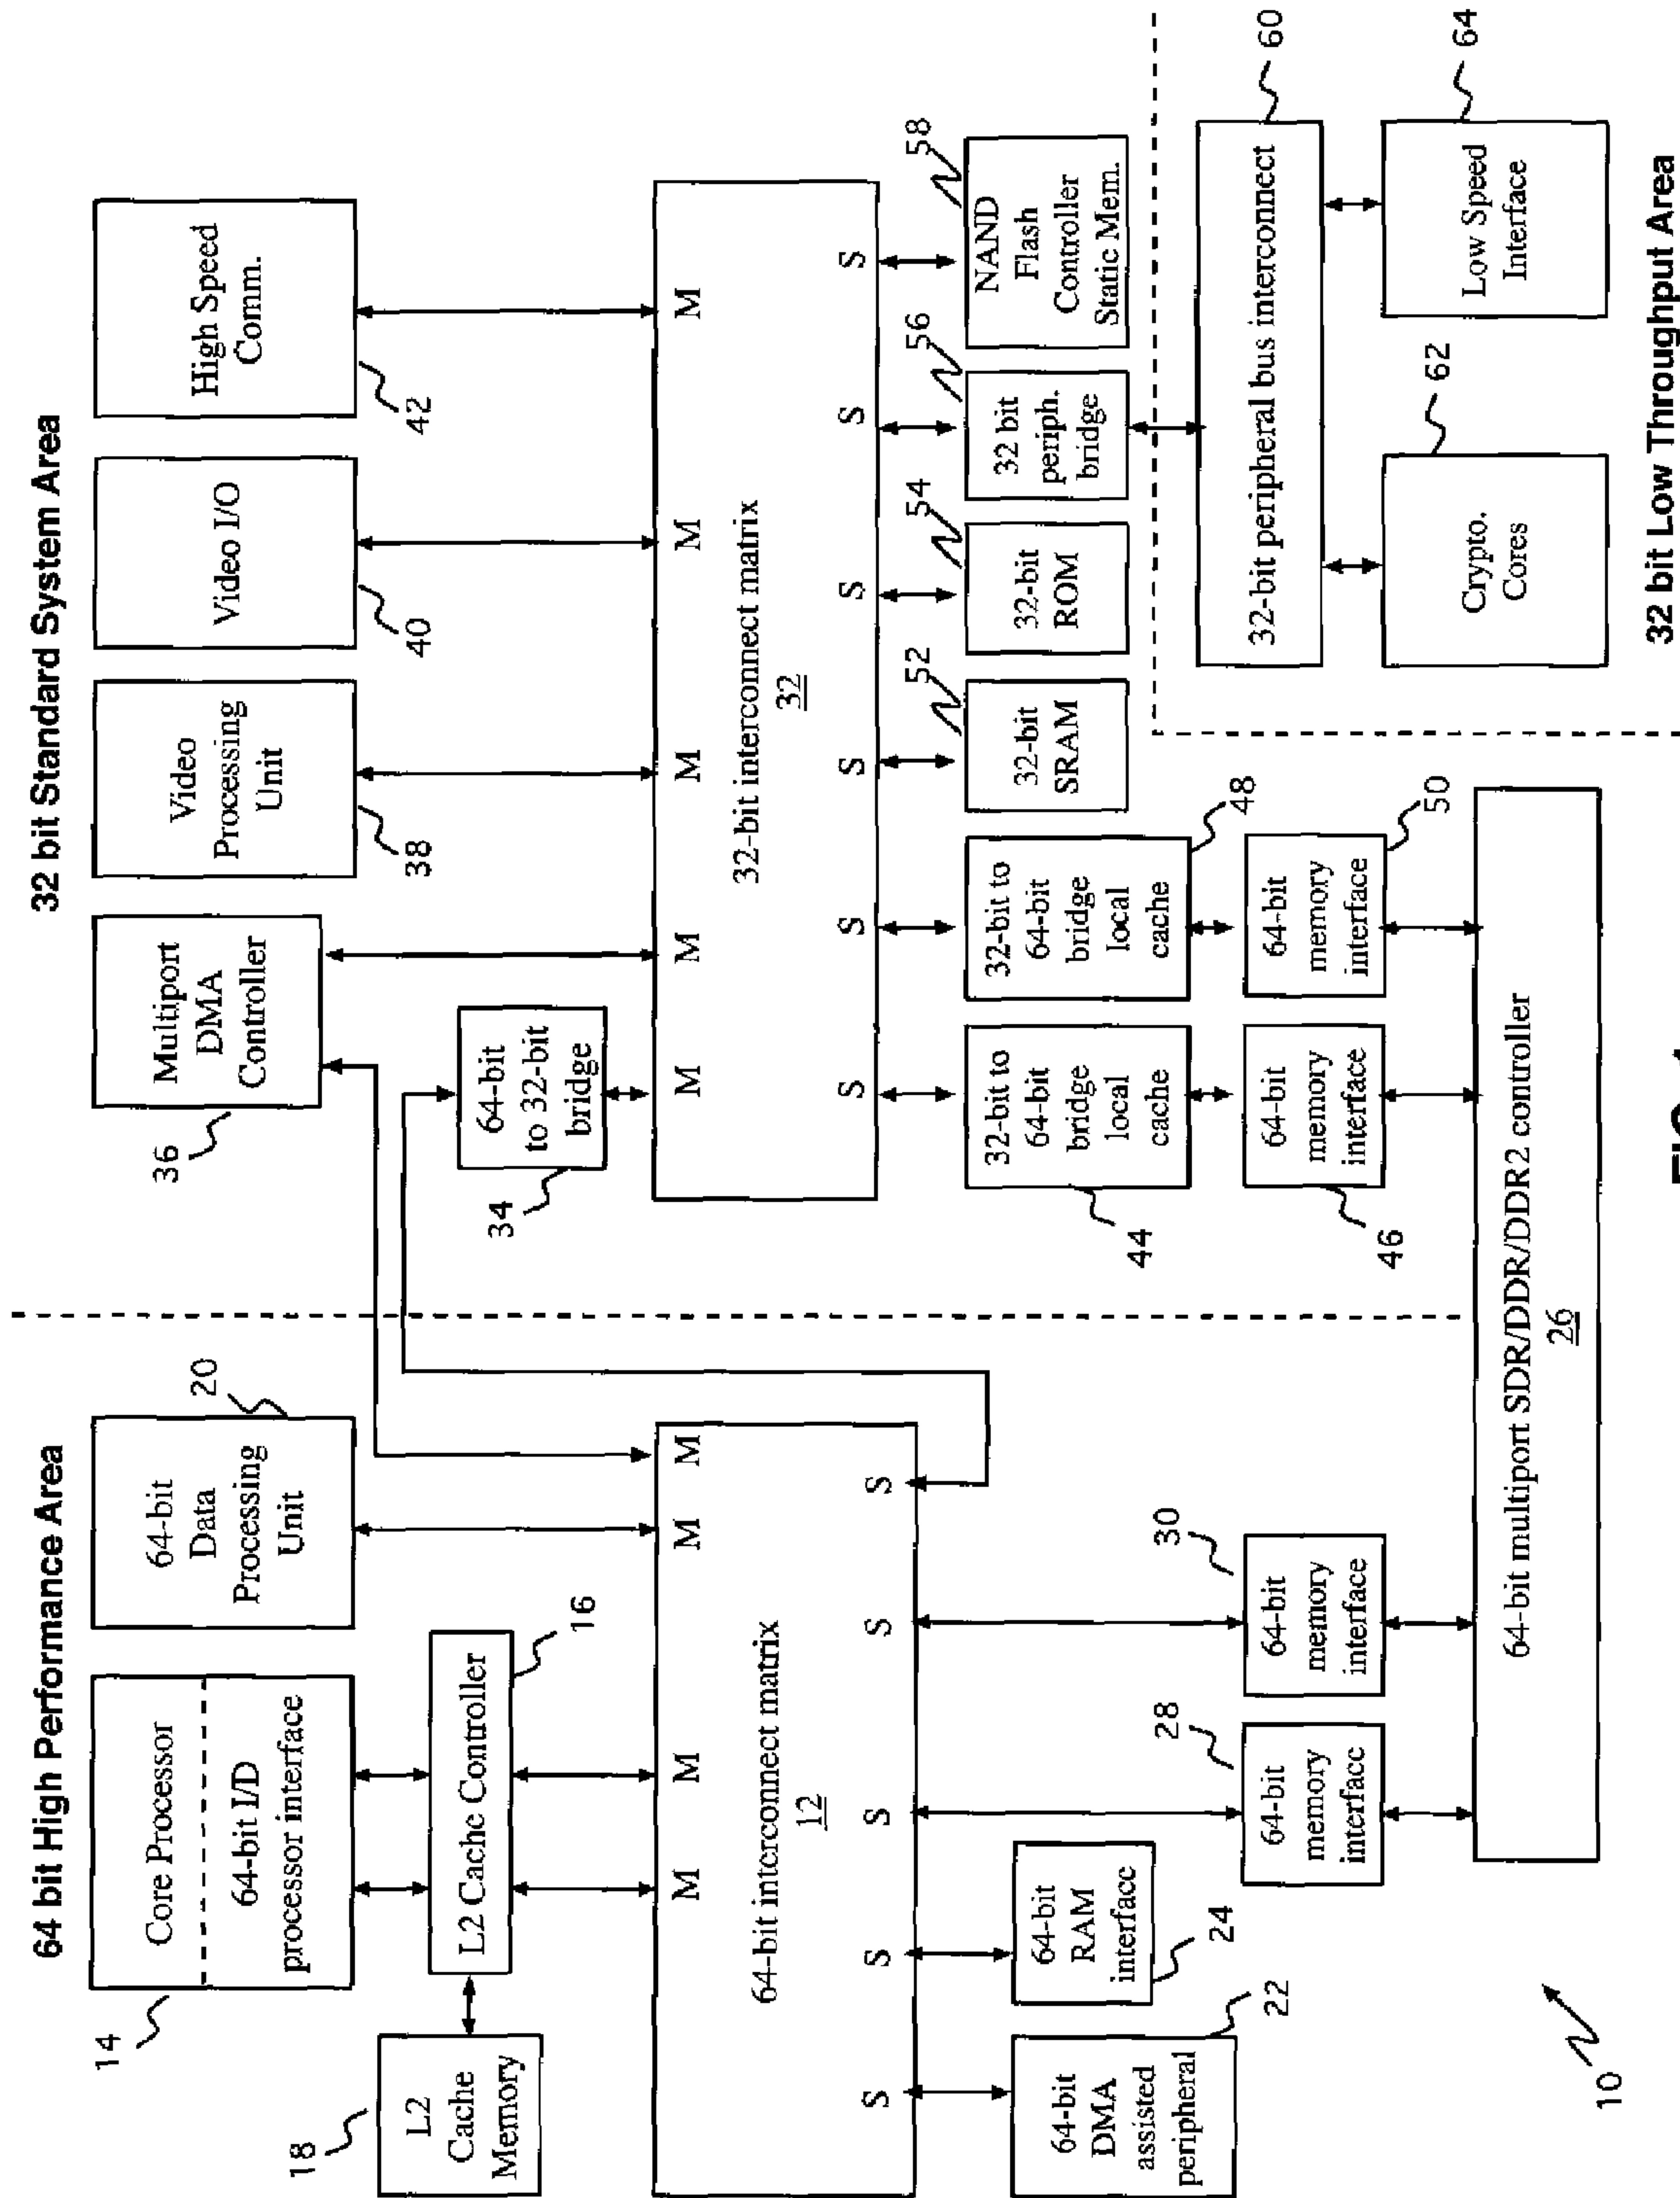 64 bit High Performance Area
32 bit Standard System Area
14
Core Processor
64-bit I/D
processor interface
20
64-bit
Data
Processing
Unit
36
Multiport
DMA
Controller
Video
Processing
Unit
38
Video I/O
40
High Speed
Comm.
42
18
L2
Cache
Memory
L2 Cache Controller
16
34
64-bit
to 32-bit
bridge
M
M
M
M
64-bit interconnect matrix
12
S
S
S
S
S
M
M
M
M
M
32-bit interconnect matrix
32
S
S
S
S
S
S
64-bit
DMA
assisted
peripheral
22
64-bit
RAM
interface
24
28
64-bit
memory
interface
30
64-bit
memory
interface
44
32-bit to
64-bit
bridge
local
cache
32-bit to
64-bit
bridge
local
cache
48
46
64-bit
memory
interface
64-bit
memory
interface
50
52
32-bit
SRAM
54
32-bit
ROM
56
32 bit
periph.
bridge
58
NAND
Flash
Controller
Static Mem.
32-bit peripheral bus interconnect
60
Crypto.
Cores
62
Low Speed
Interface
64
32 bit Low Throughput Area
64-bit multiport SDR/DDR/DDR2 controller
26
10